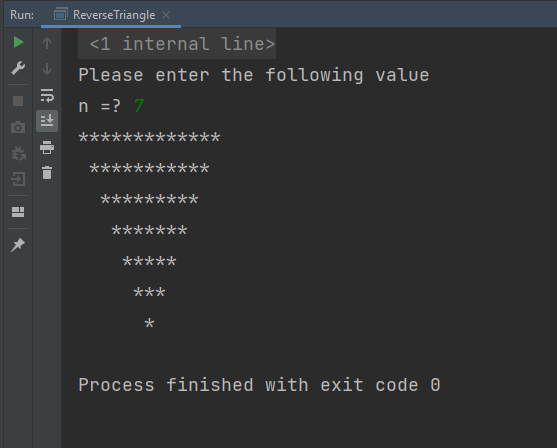 Run: ReverseTriangle ×
<1 internal line>
Please enter the following value
n =? 7
*************
 ***********
  *********
   *******
    *****
     ***
      *
Process finished with exit code 0